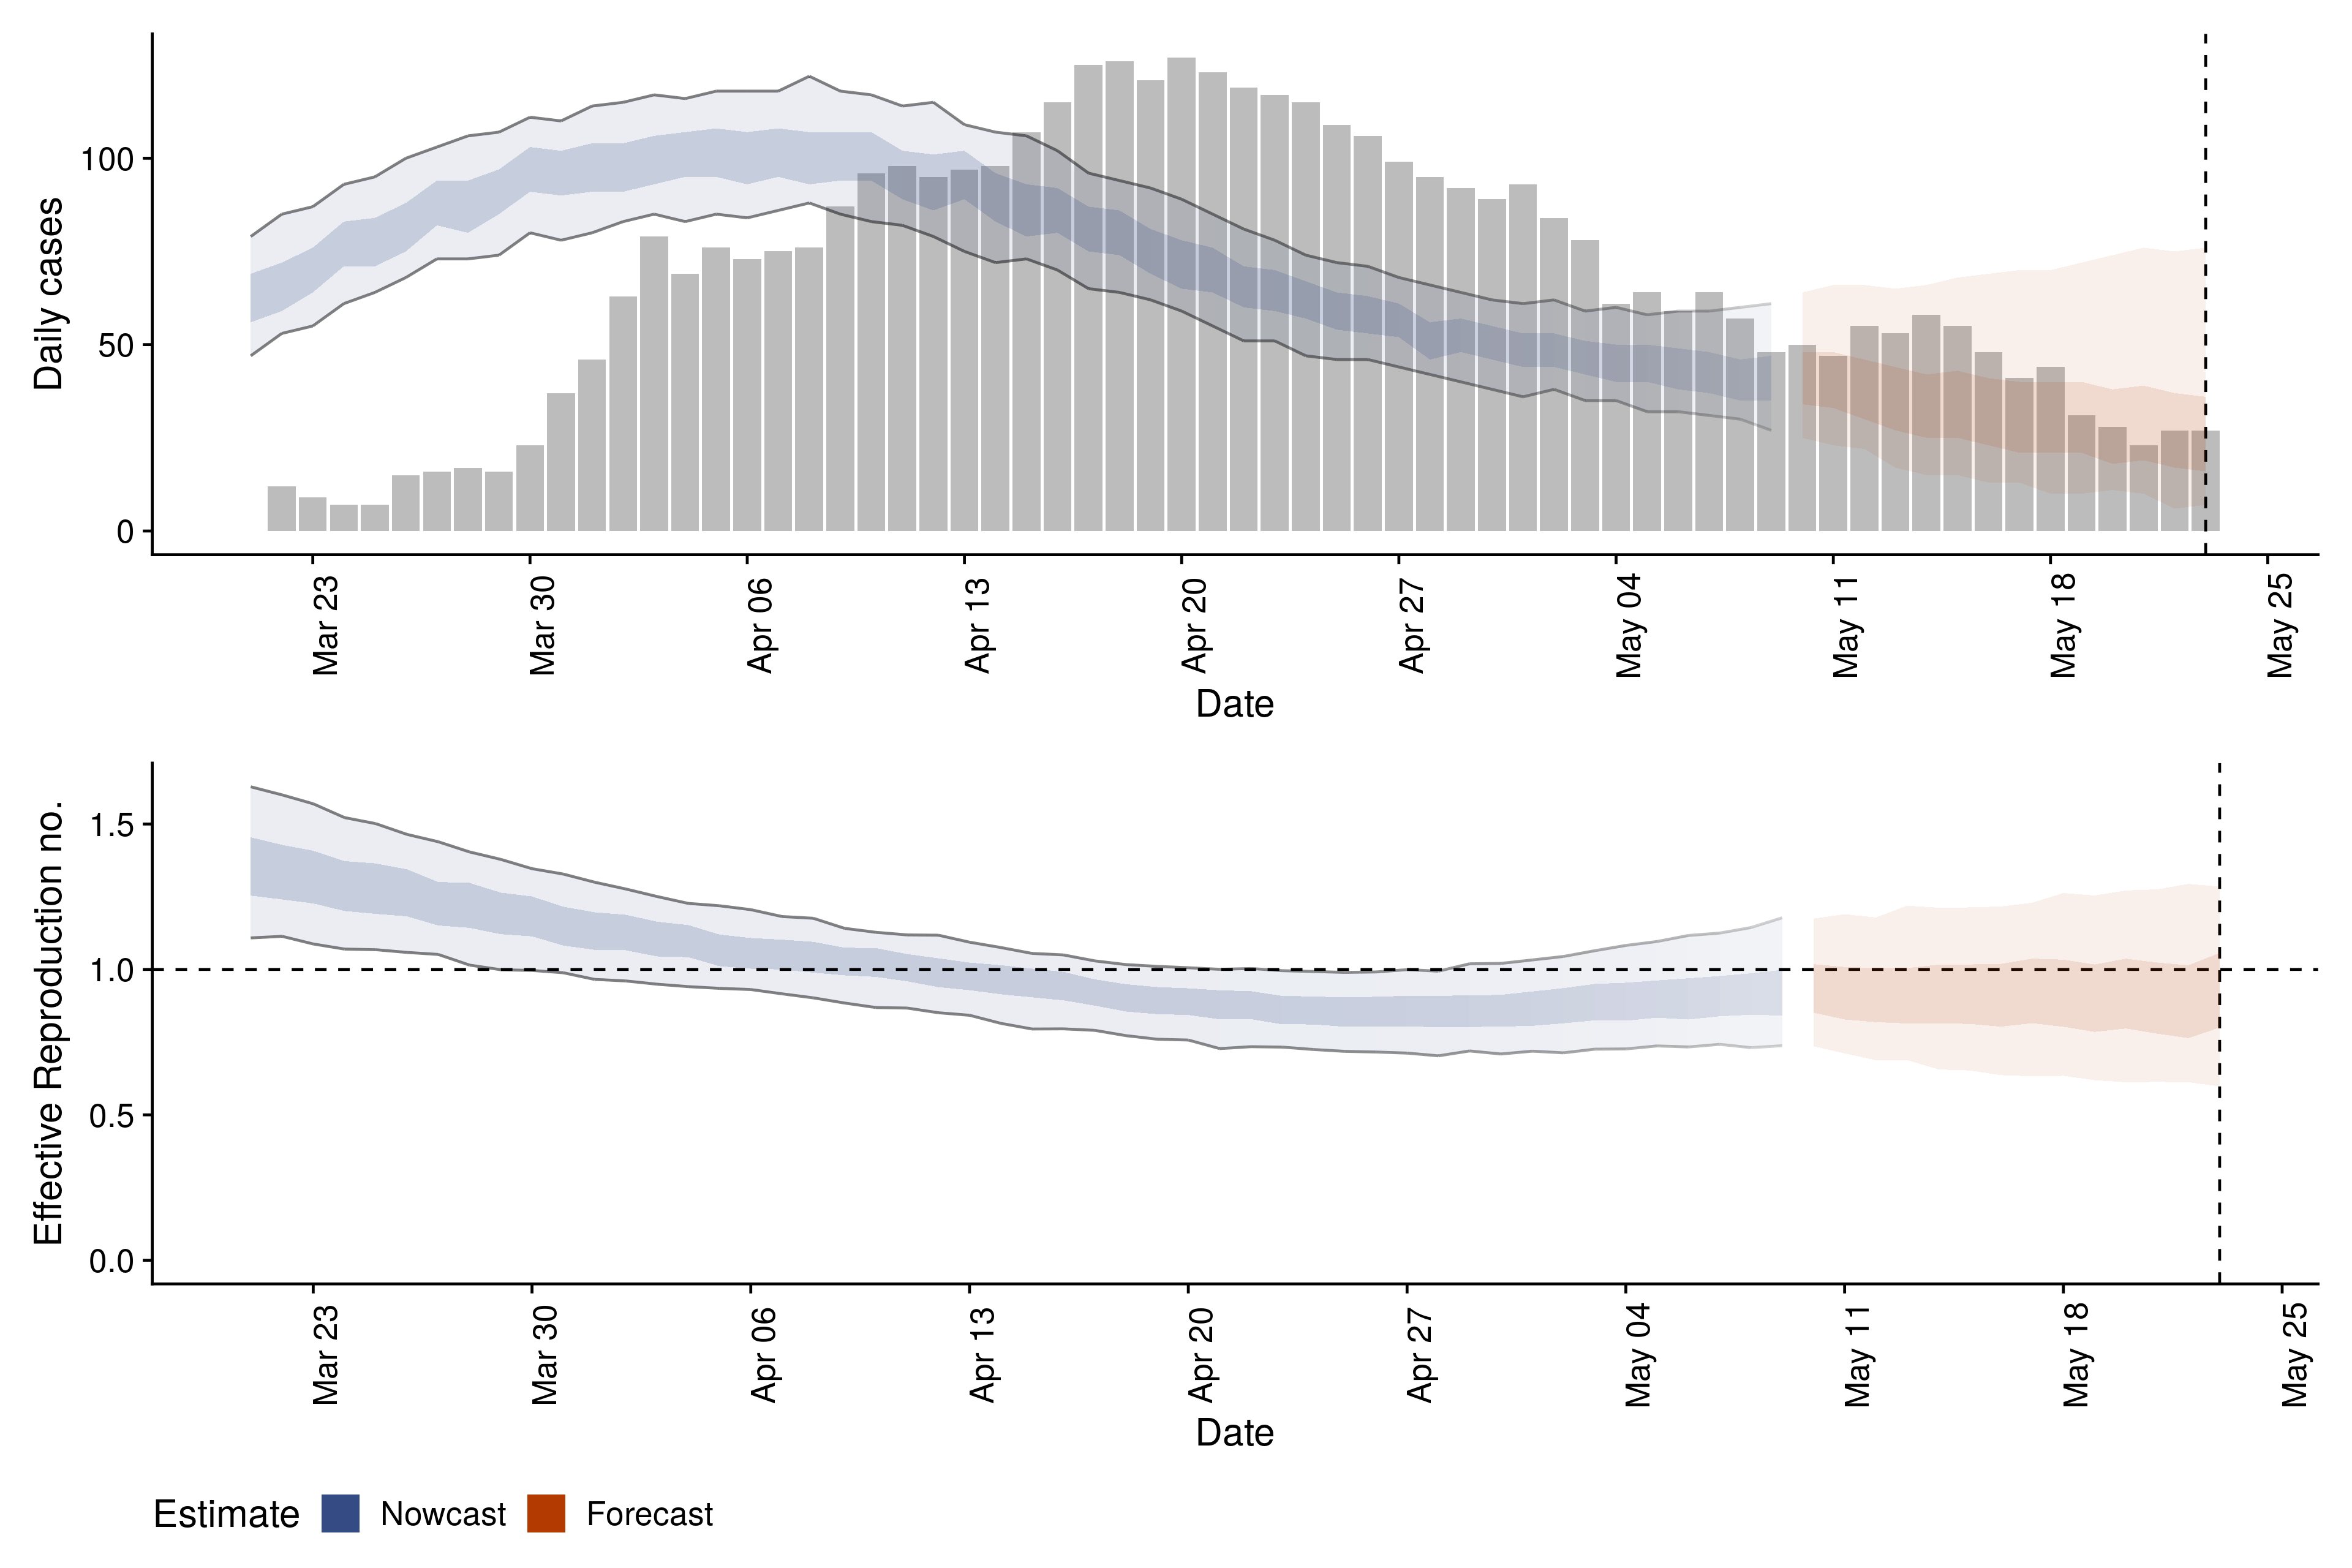 Daily cases
100
50
0
Mar 23
Mar 30
Apr 06
Apr 13
Apr 20
Apr 27
May 04
May 11
May 18
May 25
Date
Effective Reproduction no.
1.5
1.0
0.5
0.0
Mar 23
Mar 30
Apr 06
Apr 13
Apr 20
Apr 27
May 04
May 11
May 18
May 25
Date
Estimate Nowcast Forecast